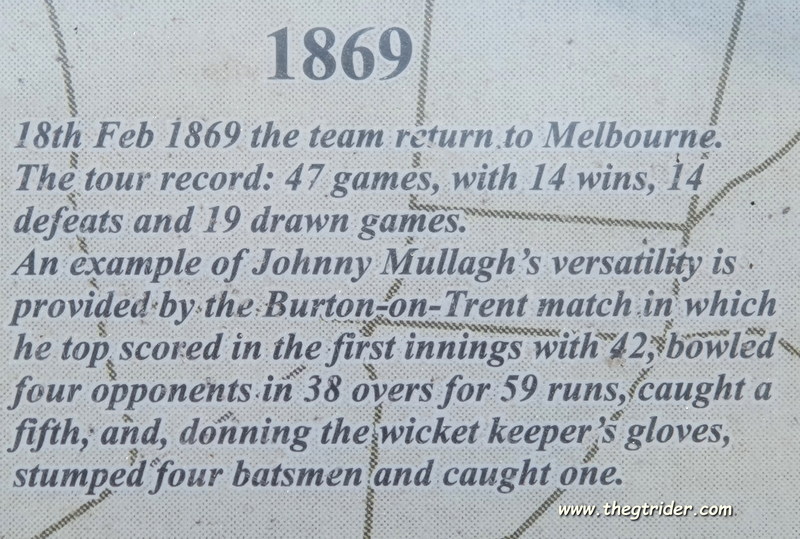 1869
18th Feb 1869 the team return to Melbourne.
The tour record: 47 games, with 14 wins, 14
defeats and 19 drawn games.
An example of Johnny Mullagh's versatility is
provided by the Burton-on-Trent match in which
he top scored in the first innings with 42, bowled
four opponents in 38 overs for 59 runs, caught a
fifth, and, donning the wicket keeper's gloves,
stumped four batsmen and caught one.
www.thegtrider.com